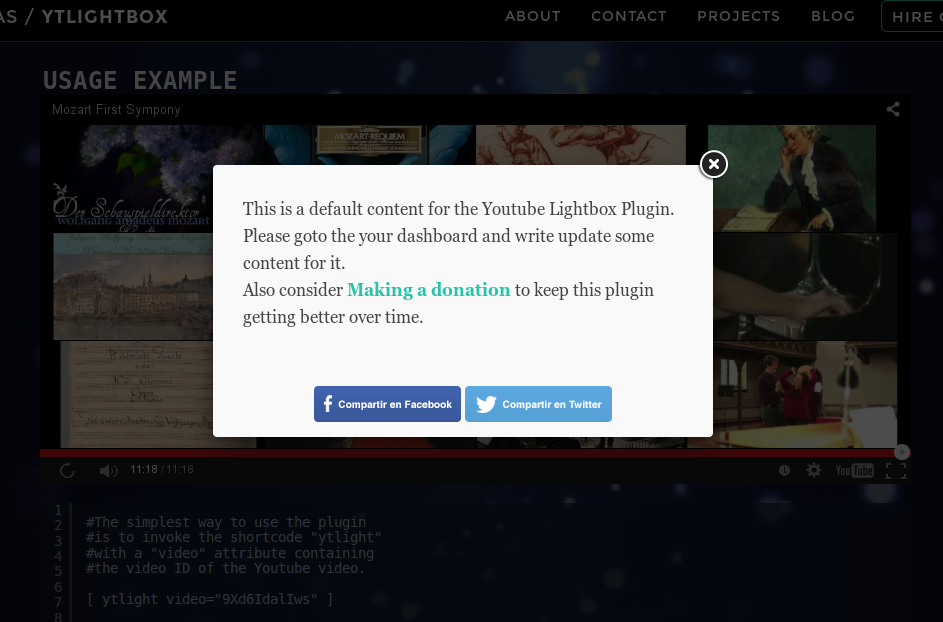 AS / YTLIGHTBOX
ABOUT CONTACT PROJECTS BLOG HIRE
USAGE EXAMPLE
Mozart First Sympony
MOZART-REQUIEM
Der Schauspieldirektor
WOLFGANG AMADEUS MOZART
This is a default content for the Youtube Lightbox Plugin.
Please goto the your dashboard and write update some
content for it.
Also consider Making a donation to keep this plugin
getting better over time.
Compartir en Facebook Compartir en Twitter
11:18 / 11:18
YouTube
1
2 #The simplest way to use the plugin
3 #is to invoke the shortcode "ytlight"
4 #with a "video" attribute containing
5 #the video ID of the Youtube video.
6
7 [ ytlight video="9Xd6IdalIws" ]
8